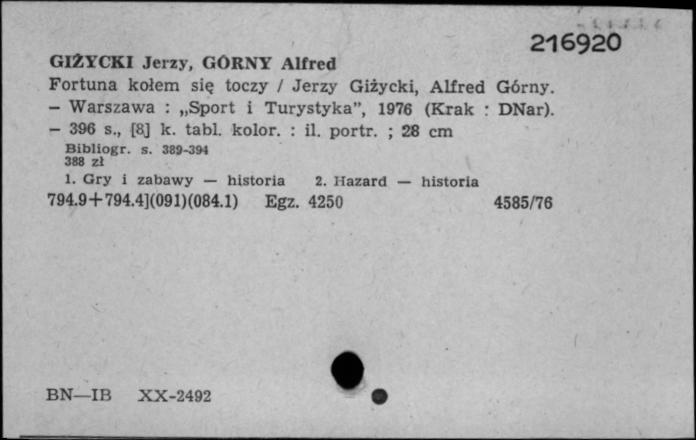 216920
GIŻYCKI Jerzy, GÓRNY Alfred
Fortuna kołem się toczy / Jerzy Giżycki, Alfred Górny.
— Warszawa : „Sport i Turystyka”, 1976 (Krak : DNar).
— 396 s., [8] k. tabl. kolor. : il. portr. ; 28 cm
Bibliogr. s. 389-394
388 zł
1. Gry i zabawy — historia 2. Hazard — historia
794.9+794.4](091)(084.1) Egz. 4250 4585/76
BN—IB XX-2492